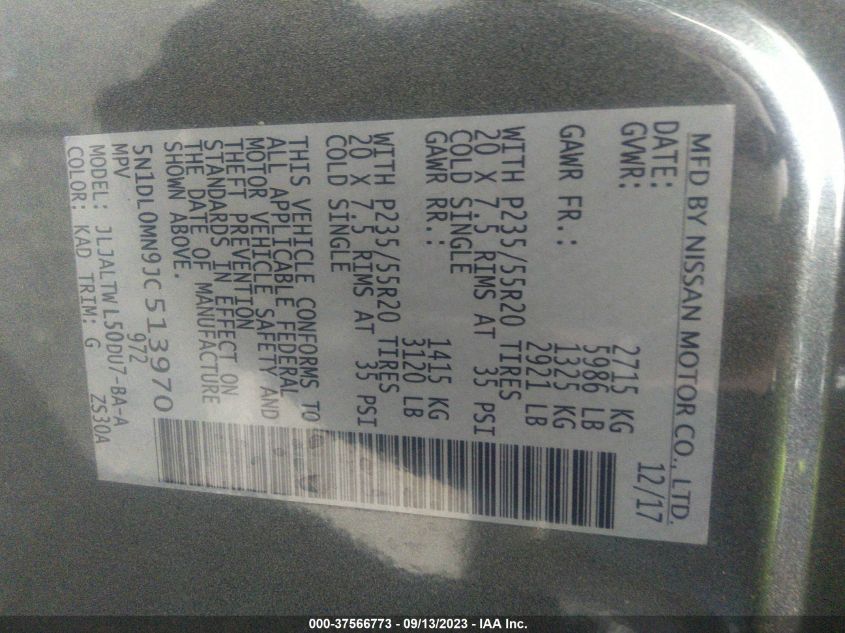 MFD BY NISSAN MOTOR CO., LTD.
DATE: 12/17
GVWR: 2715 KG
5986 LB
GAWR FR.: 1325 KG
2921 LB
WITH P235/55R20 TIRES
20 X 7.5 RIMS AT 35 PSI
COLD SINGLE
GAWR RR.: 1415 KG
3120 LB
WITH P235/55R20 TIRES
20 X 7.5 RIMS AT 35 PSI
COLD SINGLE
THIS VEHICLE CONFORMS TO
ALL APPLICABLE FEDERAL
MOTOR VEHICLE SAFETY AND
THEFT PREVENTION
STANDARDS IN EFFECT ON
THE DATE OF MANUFACTURE
SHOWN ABOVE.
5N1DL0MN9JC513970
MPV 972
MODEL: JLJALTWL50DU7-BA-A
COLOR: KAD TRIM: G ZS30A
000-37566773 - 09/13/2023 - IAA Inc.